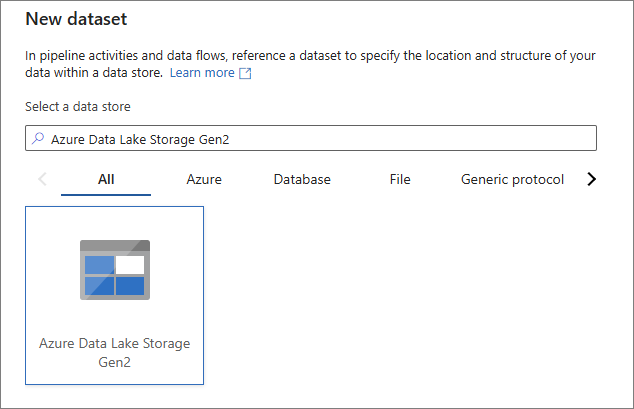 New dataset
In pipeline activities and data flows, reference a dataset to specify the location and structure of your
data within a data store. Learn more
Select a data store
Azure Data Lake Storage Gen2
All Azure Database File Generic protocol
Azure Data Lake Storage
Gen2